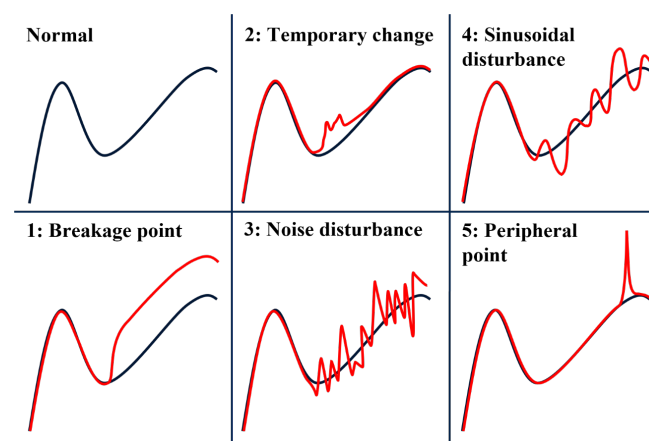 Normal
2: Temporary change
4: Sinusoidal
disturbance
1: Breakage point
3: Noise disturbance
5: Peripheral
point